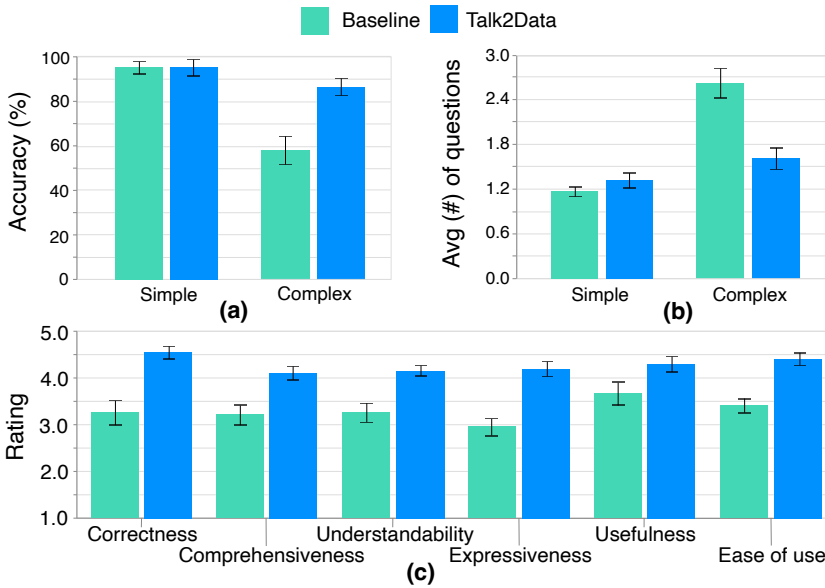 Baseline Talk2Data
Accuracy (%)
100
80
60
40
20
0
Simple Complex
(a)
Avg (#) of questions
3.0
2.4
1.8
1.2
0.6
0.0
Simple Complex
(b)
Rating
5.0
4.0
3.0
2.0
1.0
Correctness Understandability Usefulness
Comprehensiveness Expressiveness Ease of use
(c)